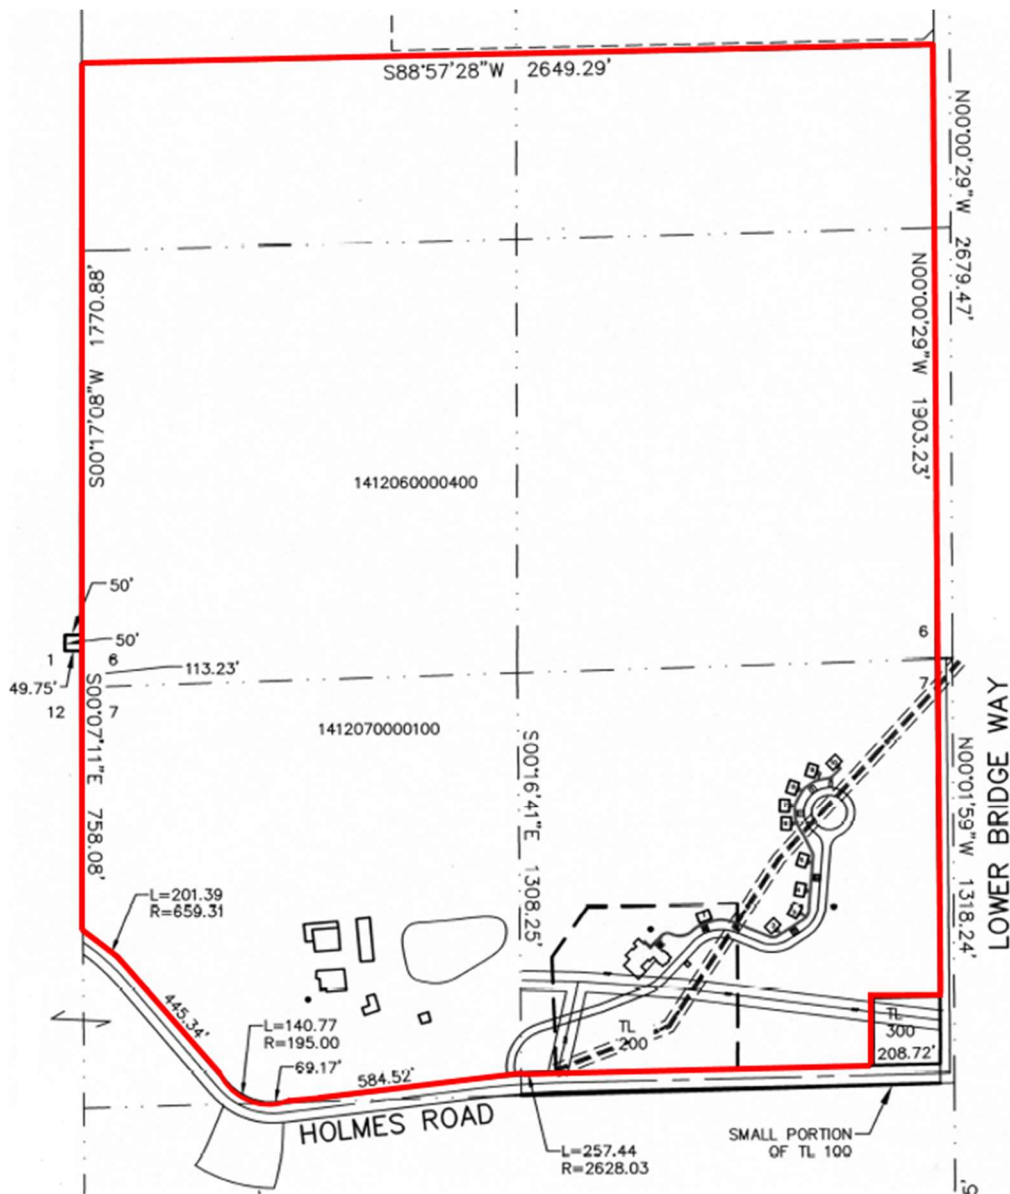 S88°57'28"W 2649.29'
N00°00'29"W 2679.47'
N00°00'29"W 1903.23'
S00°17'08"W 1770.88'
1412060000400
50'
50'
1 6
113.23'
49.75'
12 7
6
7
1412070000100
S00°07'11"E 758.08'
S00°16'41"E 1308.25'
N00°01'59"W 1318.24'
LOWER BRIDGE WAY
L=201.39
R=659.31
445.34'
L=140.77
R=195.00
69.17'
584.52'
TL
200
TL
300
208.72'
HOLMES ROAD
L=257.44
R=2628.03
SMALL PORTION
OF TL 100